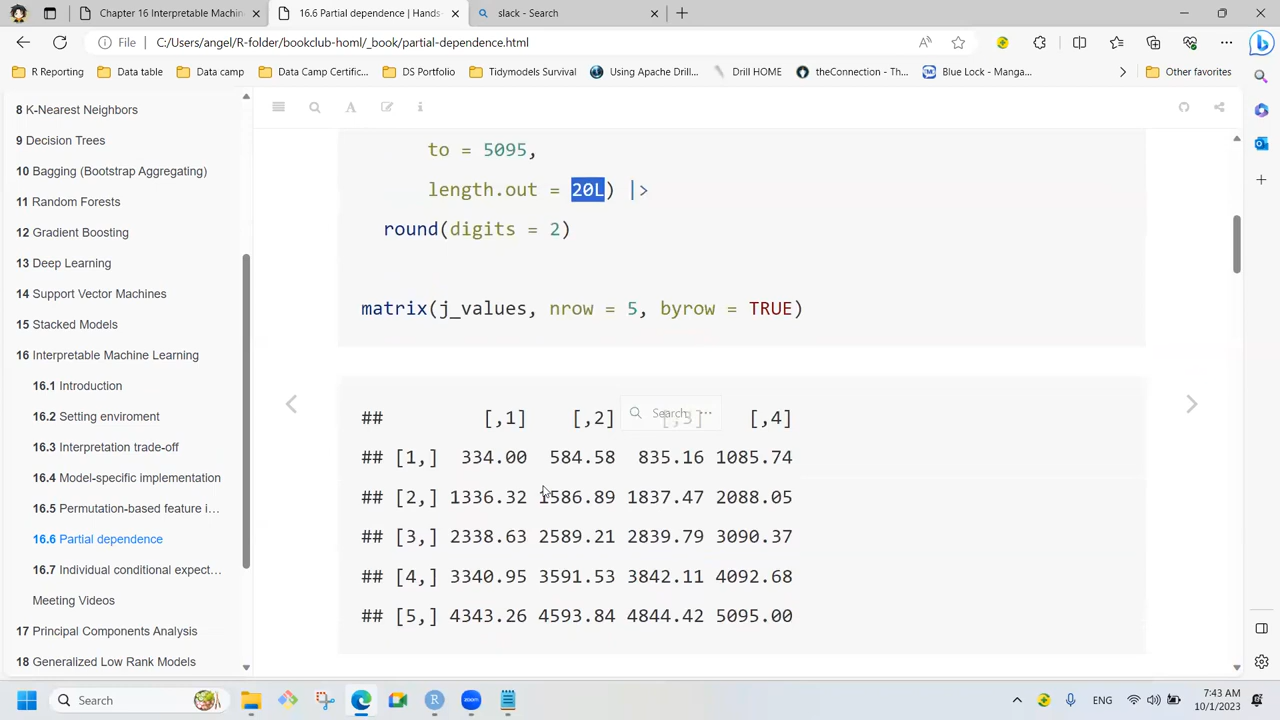 Chapter 16 Interpretable Machin
16.6 Partial dependence | Hands-
slack - Search
File
C:/Users/angel/R-folder/bookclub-homl/_book/partial-dependence.html
R Reporting
Data table
Data camp
Data Camp Certific...
DS Portfolio
Tidymodels Survival
Using Apache Drill...
Drill HOME
theConnection - Th...
Blue Lock - Manga...
Other favorites
8 K-Nearest Neighbors
9 Decision Trees
10 Bagging (Bootstrap Aggregating)
11 Random Forests
12 Gradient Boosting
13 Deep Learning
14 Support Vector Machines
15 Stacked Models
16 Interpretable Machine Learning
16.1 Introduction
16.2 Setting enviroment
16.3 Interpretation trade-off
16.4 Model-specific implementation
16.5 Permutation-based feature i...
16.6 Partial dependence
16.7 Individual conditional expect...
Meeting Videos
17 Principal Components Analysis
18 Generalized Low Rank Models
to = 5095,
length.out = 20L) |>
round(digits = 2)
matrix(j_values, nrow = 5, byrow = TRUE)
Search ...
## [,1] [,2] [,3] [,4]
## [1,] 334.00 584.58 835.16 1085.74
## [2,] 1336.32 1586.89 1837.47 2088.05
## [3,] 2338.63 2589.21 2839.79 3090.37
## [4,] 3340.95 3591.53 3842.11 4092.68
## [5,] 4343.26 4593.84 4844.42 5095.00
Search
ENG
7:43 AM
10/1/2023